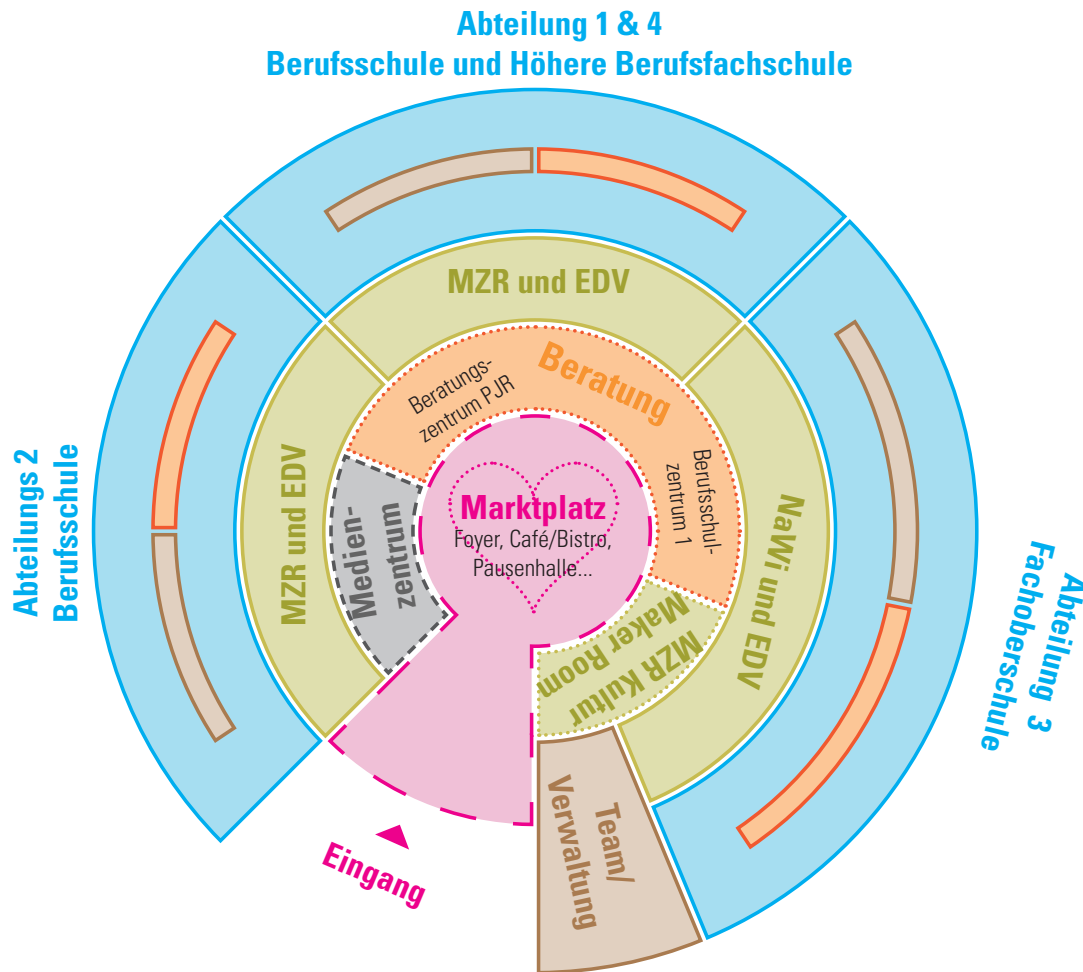 Abteilung 1 & 4
Berufsschule und Höhere Berufsfachschule
MZR und EDV
Beratung
Beratungs-
zentrum PJR
Berufsschul-
zentrum 1
Abteilungs 2
Berufsschule
MZR und EDV
Medien-
zentrum
Marktplatz
Foyer, Café/Bistro,
Pausenhalle...
NaWi und EDV
Abteilung 3
Fachoberschule
MZR Kultur
Maker Room
Team/
Verwaltung
Eingang